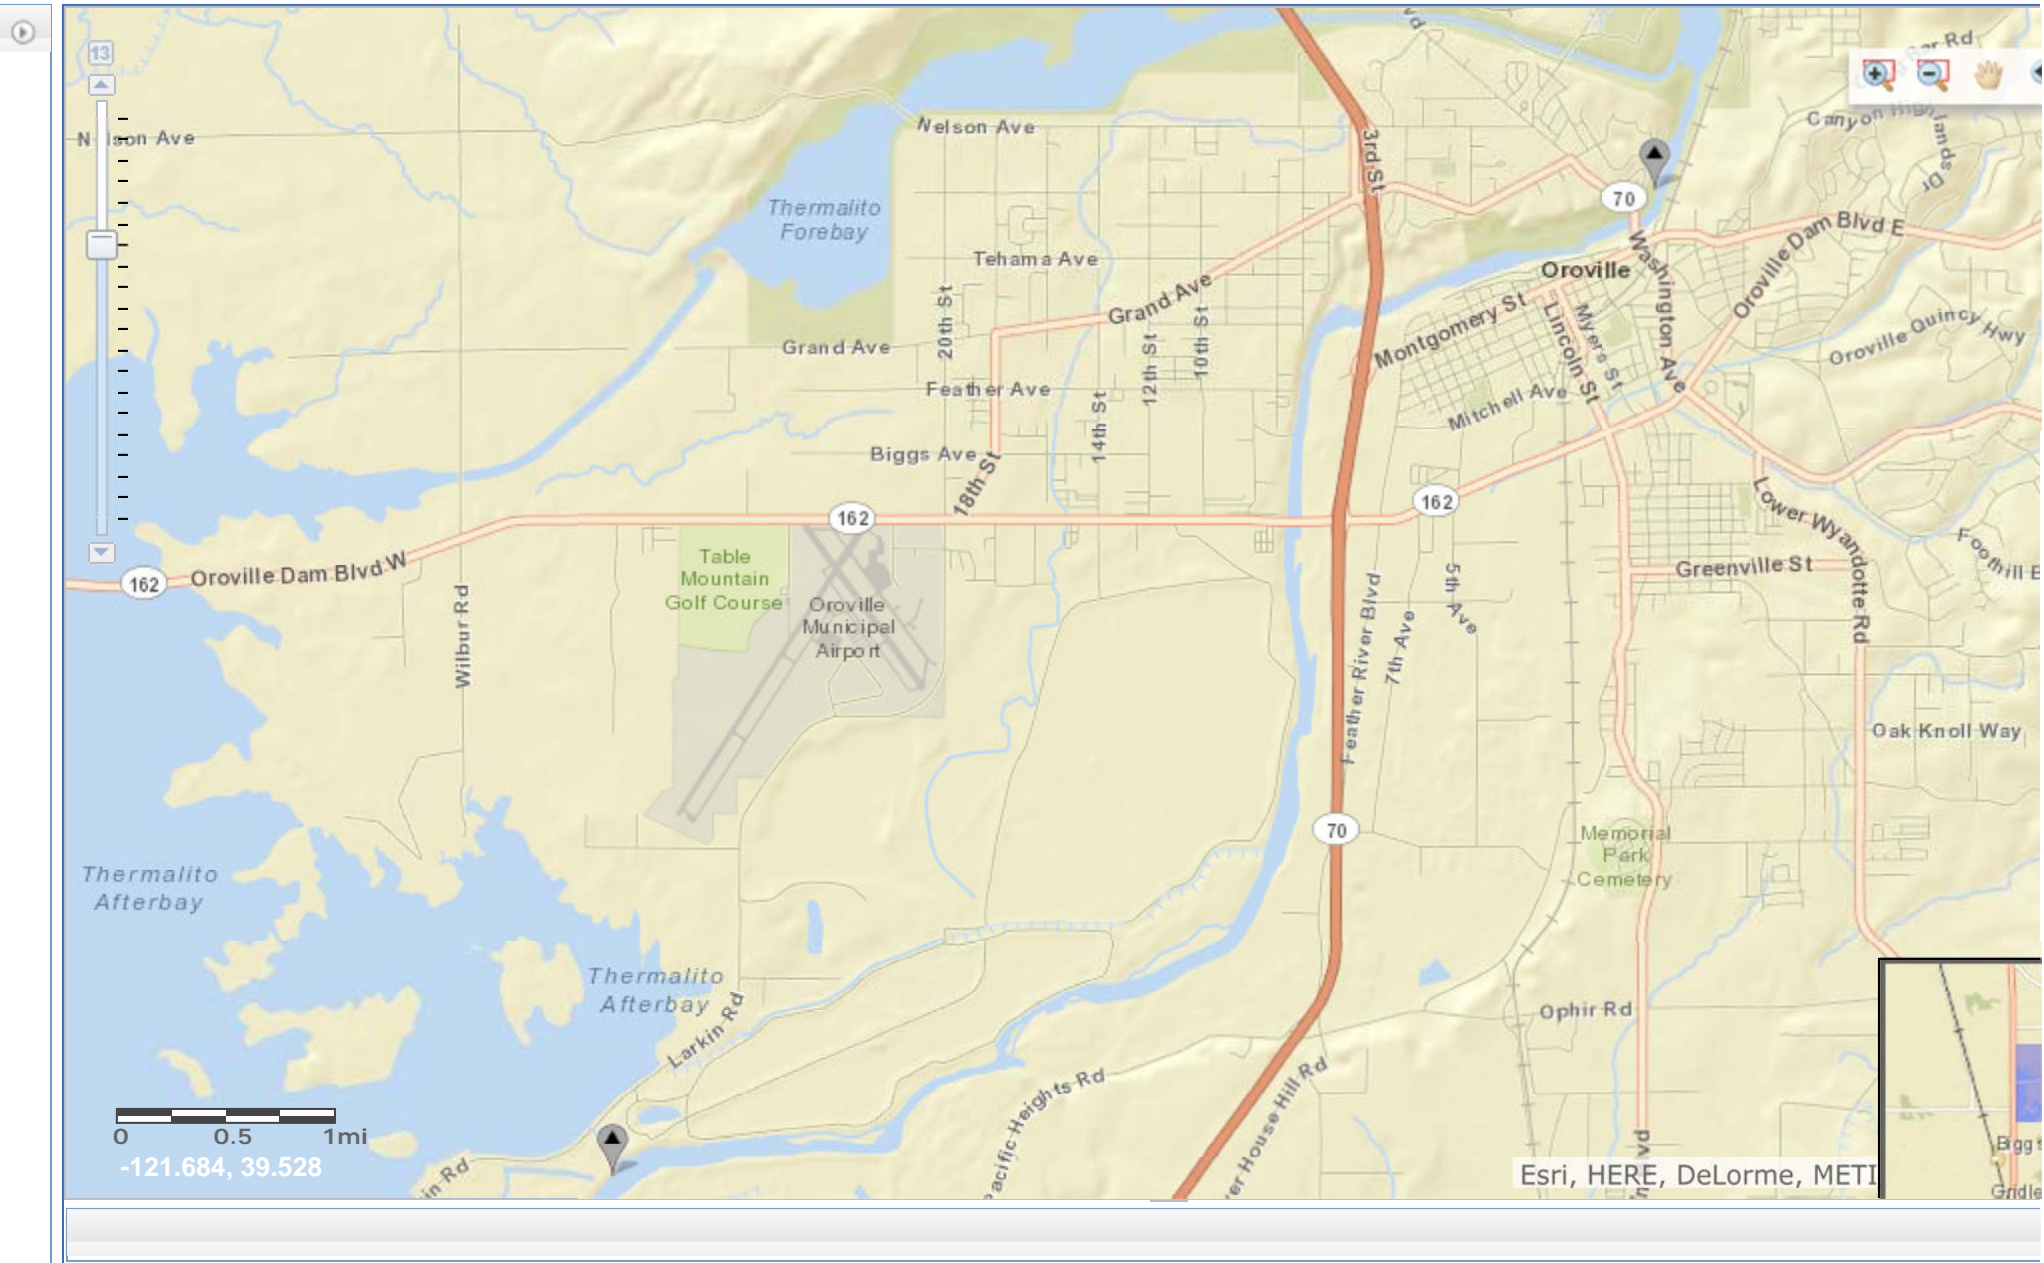 13
Nelson Ave
Canyon Highlands Dr
3rd St
70
Thermalito
Forebay
Oroville Dam Blvd E
Washington Ave
Tehama Ave
Oroville
Grand Ave
20th St
10th St
12th St
Montgomery St
Lincoln St
Myers St
Oroville Quincy Hwy
Grand Ave
Feather Ave
14th St
Mitchell Ave
Biggs Ave
18th St
162
162
Lower Wyandotte Rd
Oroville Dam Blvd W
162
Table
Mountain
Golf Course
Oroville
Municipal
Airport
Wilbur Rd
Feather River Blvd
7th Ave
5th Ave
Greenville St
Foothill
Oak Knoll Way
70
Memorial
Park
Cemetery
Thermalito
Afterbay
Thermalito
Afterbay
Larkin Rd
Ophir Rd
Pacific Heights Rd
House Hill Rd
0 0.5 1mi
-121.684, 39.528
in Rd
Esri, HERE, DeLorme, METI
Biggs
Gridle